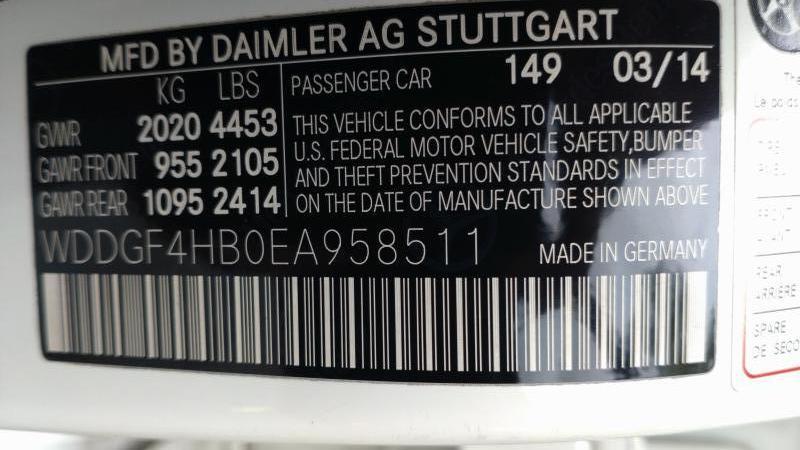 MFD BY DAIMLER AG STUTTGART
KG LBS
GVWR 2020 4453
GAWR FRONT 955 2105
GAWR REAR 1095 2414
PASSENGER CAR 149 03/14
THIS VEHICLE CONFORMS TO ALL APPLICABLE
U.S. FEDERAL MOTOR VEHICLE SAFETY,BUMPER
AND THEFT PREVENTION STANDARDS IN EFFECT
ON THE DATE OF MANUFACTURE SHOWN ABOVE
WDDGF4HB0EA958511 MADE IN GERMANY
The
REAR
ARRIÈRE
SPARE
DE SECO